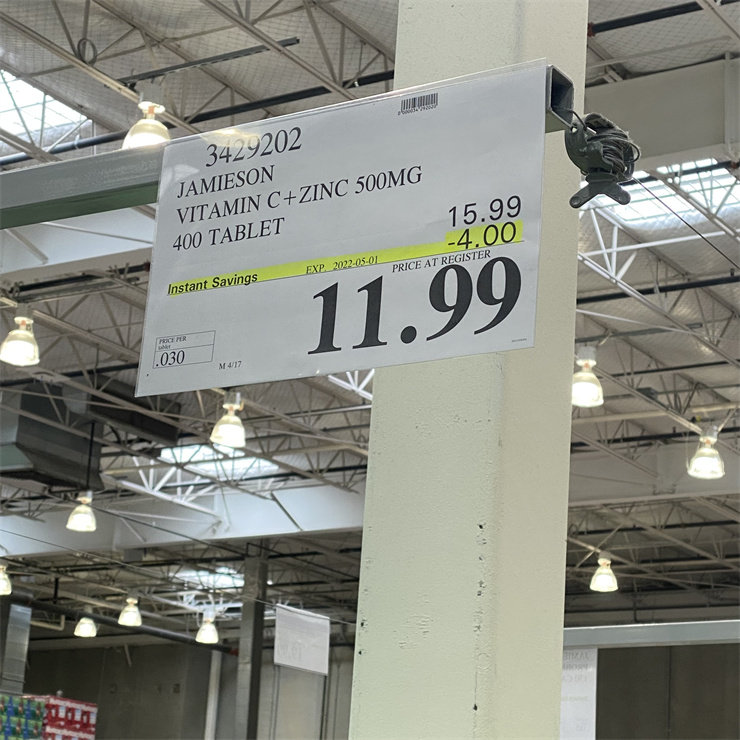 3429202
JAMIESON
VITAMIN C+ZINC 500MG
400 TABLET
15.99
-4.00
Instant Savings EXP. 2022-05-01 PRICE AT REGISTER
11.99
PRICE PER
tablet
.030
M 4/17